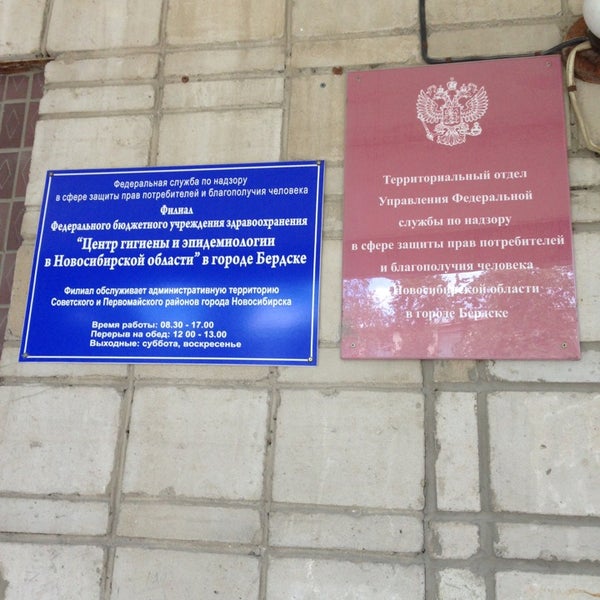 Федеральная служба по надзору
в сфере защиты прав потребителей и благополучия человека
Филиал
Федерального бюджетного учреждения здравоохранения
"Центр гигиены и эпидемиологии
в Новосибирской области" в городе Бердске
Филиал обслуживает административную территорию
Советского и Первомайского районов города Новосибирска
Время работы: 08.30 - 17.00
Перерыв на обед: 12 00 - 13.00
Выходные: суббота, воскресенье
Территориальный отдел
Управления Федеральной
службы по надзору
в сфере защиты прав потребителей
и благополучия человека
Новосибирской области
в городе Бердске